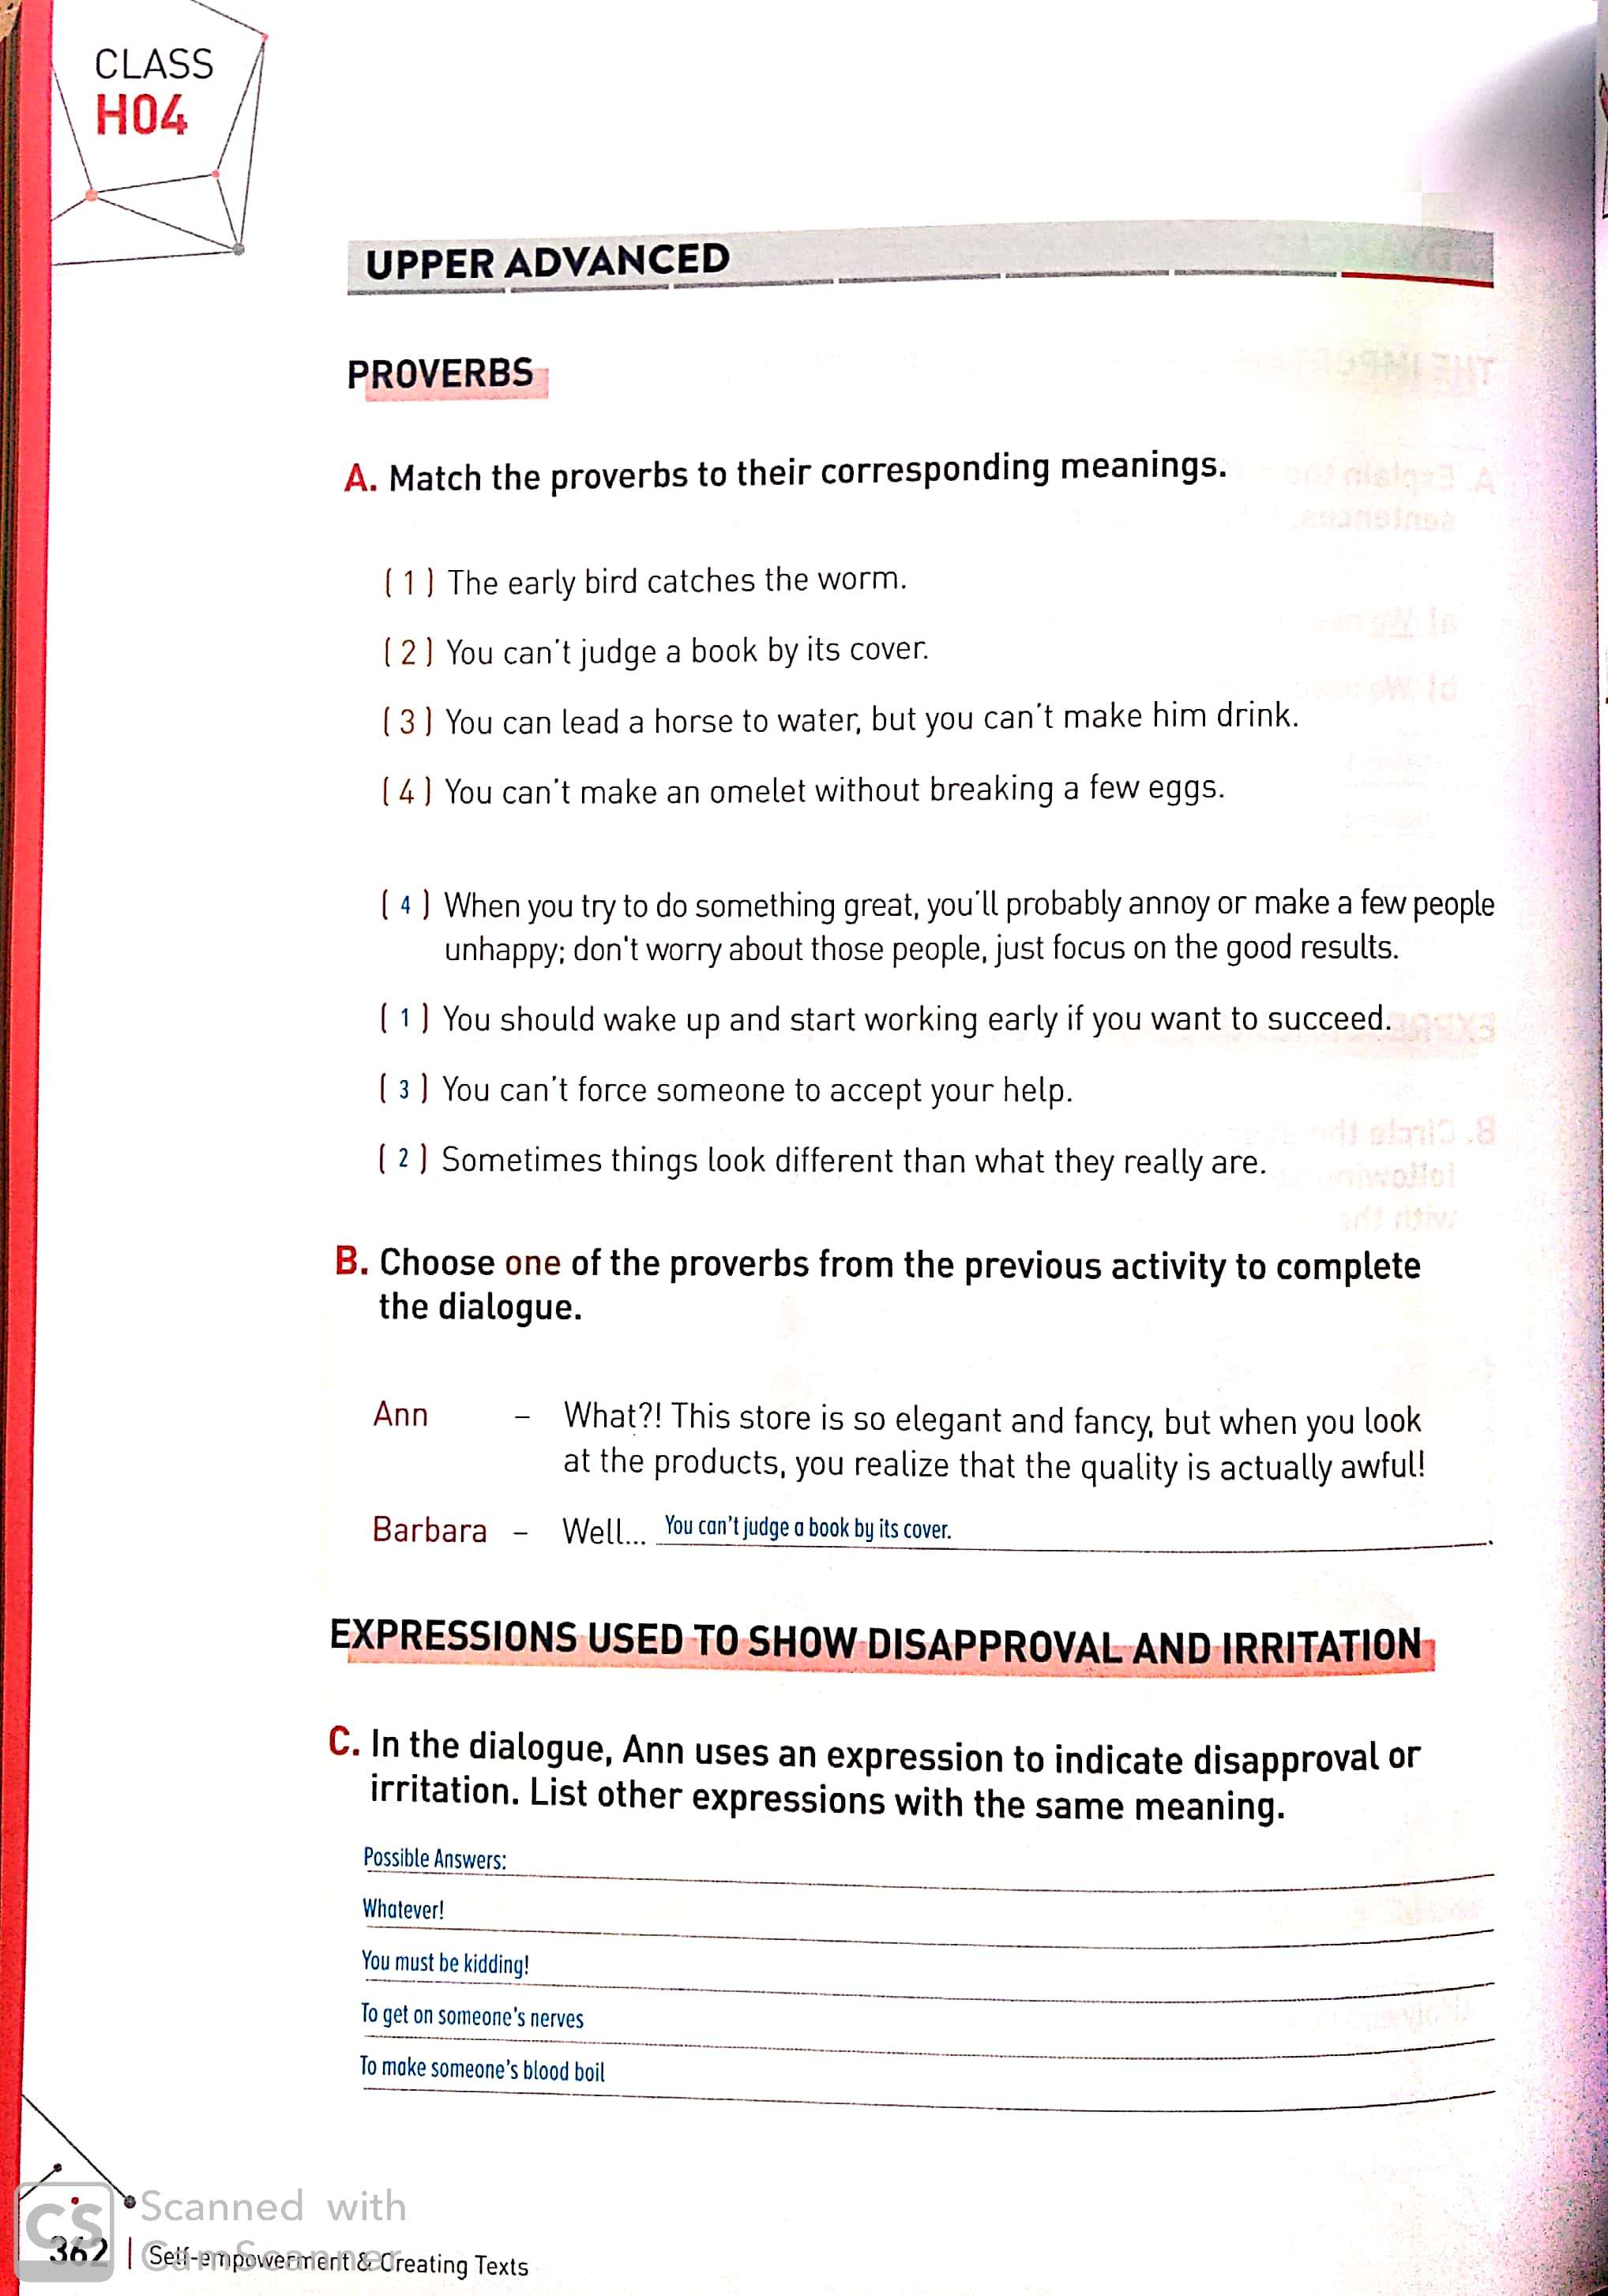 CLASS
H04
UPPER ADVANCED
PROVERBS
A. Match the proverbs to their corresponding meanings.
( 1 ) The early bird catches the worm.
( 2 ) You can't judge a book by its cover.
( 3 ) You can lead a horse to water, but you can't make him drink.
( 4 ) You can't make an omelet without breaking a few eggs.
( 4 ) When you try to do something great, you'll probably annoy or make a few people
unhappy; don't worry about those people, just focus on the good results.
( 1 ) You should wake up and start working early if you want to succeed.
( 3 ) You can't force someone to accept your help.
( 2 ) Sometimes things look different than what they really are.
B. Choose one of the proverbs from the previous activity to complete
the dialogue.
Ann – What?! This store is so elegant and fancy, but when you look
at the products, you realize that the quality is actually awful!
Barbara – Well... You can't judge a book by its cover. .
EXPRESSIONS USED TO SHOW DISAPPROVAL AND IRRITATION
C. In the dialogue, Ann uses an expression to indicate disapproval or
irritation. List other expressions with the same meaning.
Possible Answers:
Whatever!
You must be kidding!
To get on someone's nerves
To make someone's blood boil
CS Scanned with
CamScanner
362 | Self-empowerment & Creating Texts